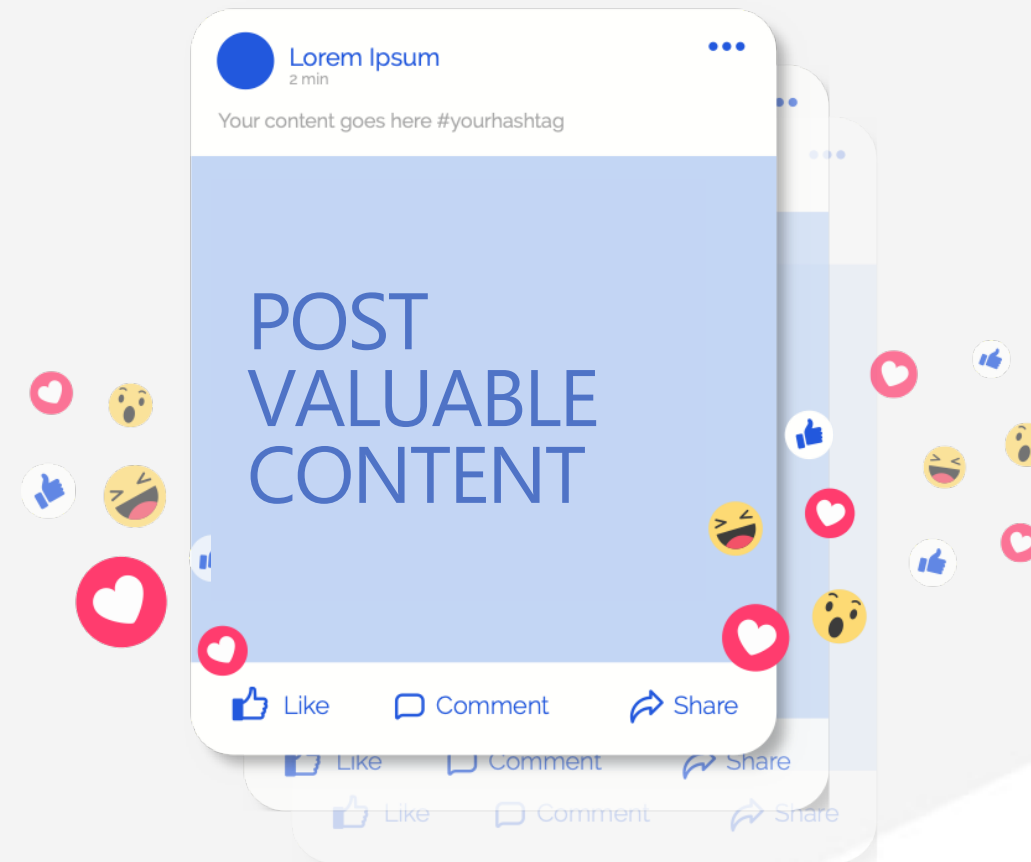 Lorem Ipsum
2 min
Your content goes here #yourhashtag
POST
VALUABLE
CONTENT
Like Comment Share
Like Comment Share
Like Comment Share